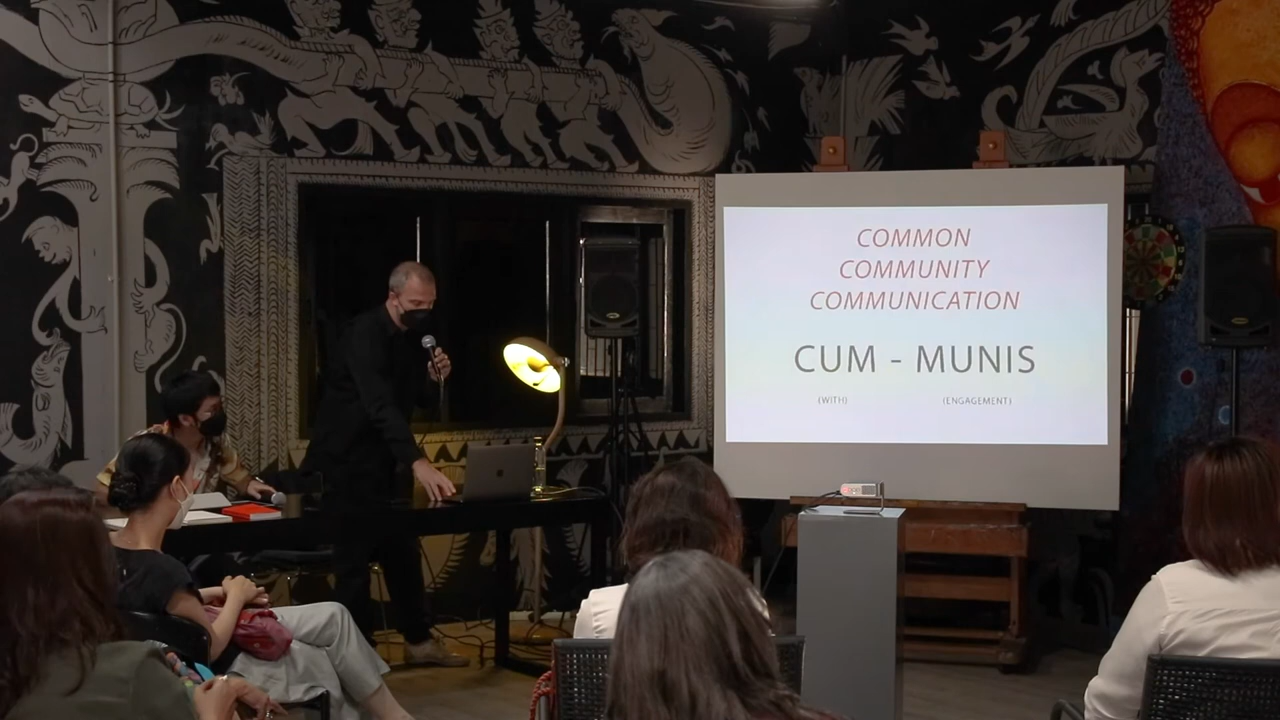 COMMON
COMMUNITY
COMMUNICATION
CUM - MUNIS
(WITH) (ENGAGEMENT)